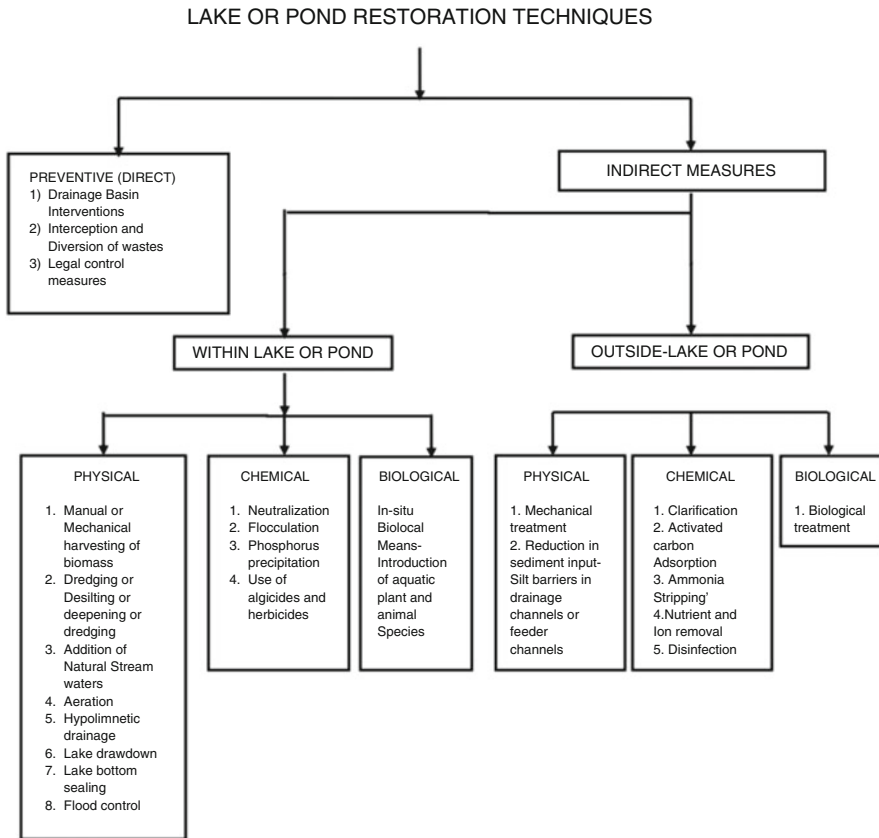 LAKE OR POND RESTORATION TECHNIQUES
PREVENTIVE (DIRECT)
1) Drainage Basin
Interventions
2) Interception and
Diversion of wastes
3) Legal control
measures
INDIRECT MEASURES
WITHIN LAKE OR POND
OUTSIDE-LAKE OR POND
PHYSICAL
1. Manual or
Mechanical
harvesting of
biomass
2. Dredging or
Desilting or
deepening or
dredging
3. Addition of
Natural Stream
waters
4. Aeration
5. Hypolimnetic
drainage
6. Lake drawdown
7. Lake bottom
sealing
8. Flood control
CHEMICAL
1. Neutralization
2. Flocculation
3. Phosphorus
precipitation
4. Use of
algicides and
herbicides
BIOLOGICAL
In-situ
Biolocal
Means-
Introduction
of aquatic
plant and
animal
Species
PHYSICAL
1. Mechanical
treatment
2. Reduction in
sediment input-
Silt barriers in
drainage
channels or
feeder
channels
CHEMICAL
1. Clarification
2. Activated
carbon
Adsorption
3. Ammonia
Stripping'
4.Nutrient and
Ion removal
5. Disinfection
BIOLOGICAL
1. Biological
treatment